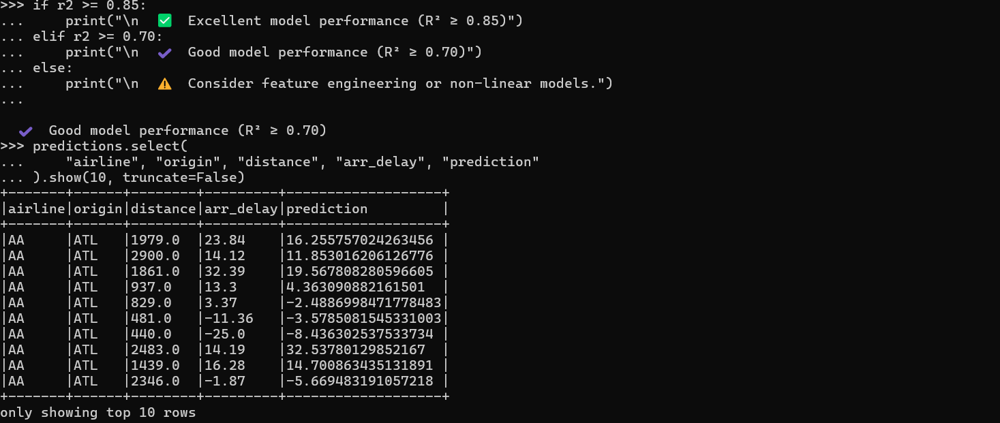 >>> if r2 >= 0.85:
...     print("\n  ✅  Excellent model performance (R² ≥ 0.85)")
... elif r2 >= 0.70:
...     print("\n  ✔  Good model performance (R² ≥ 0.70)")
... else:
...     print("\n  ⚠️  Consider feature engineering or non-linear models.")
...
  ✔  Good model performance (R² ≥ 0.70)
>>> predictions.select(
...     "airline", "origin", "distance", "arr_delay", "prediction"
... ).show(10, truncate=False)
+-------+------+--------+---------+-------------------+
|airline|origin|distance|arr_delay|prediction         |
+-------+------+--------+---------+-------------------+
|AA     |ATL   |1979.0  |23.84    |16.255757024263456 |
|AA     |ATL   |2900.0  |14.12    |11.853016206126776 |
|AA     |ATL   |1861.0  |32.39    |19.567808280596605 |
|AA     |ATL   |937.0   |13.3     |4.363090882161501  |
|AA     |ATL   |829.0   |3.37     |-2.4886998471778483|
|AA     |ATL   |481.0   |-11.36   |-3.5785081545331003|
|AA     |ATL   |440.0   |-25.0    |-8.436302537533734 |
|AA     |ATL   |2483.0  |14.19    |32.53780129852167  |
|AA     |ATL   |1439.0  |16.28    |14.700863435131891 |
|AA     |ATL   |2346.0  |-1.87    |-5.669483191057218 |
+-------+------+--------+---------+-------------------+
only showing top 10 rows